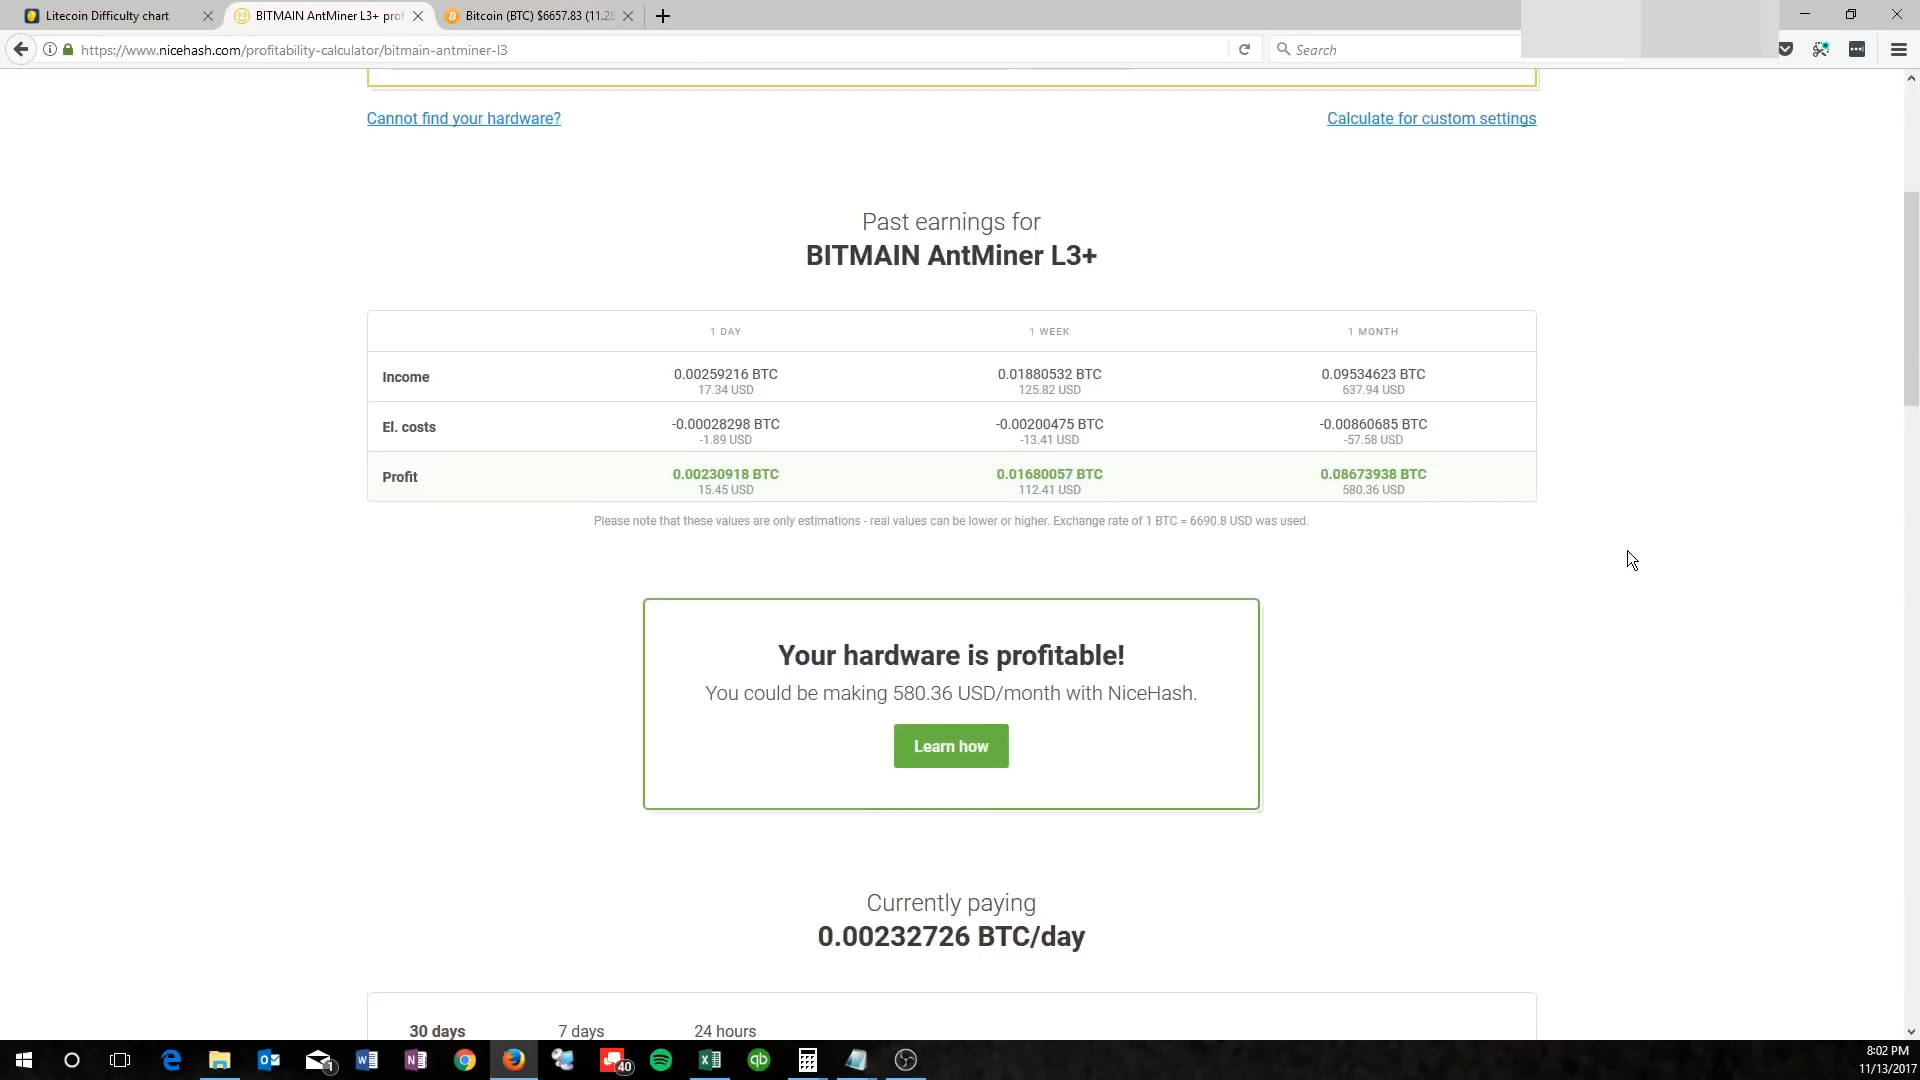 Litecoin Difficulty chart
BITMAIN AntMiner L3+ prof
Bitcoin (BTC) $6657.83 (11.28
https://www.nicehash.com/profitability-calculator/bitmain-antminer-l3
Search
Cannot find your hardware?
Calculate for custom settings
Past earnings for
BITMAIN AntMiner L3+
1 DAY 1 WEEK 1 MONTH
Income 0.00259216 BTC 0.01880532 BTC 0.09534623 BTC
17.34 USD 125.82 USD 637.94 USD
El. costs -0.00028298 BTC -0.00200475 BTC -0.00860685 BTC
-1.89 USD -13.41 USD -57.58 USD
Profit 0.00230918 BTC 0.01680057 BTC 0.08673938 BTC
15.45 USD 112.41 USD 580.36 USD
Please note that these values are only estimations - real values can be lower or higher. Exchange rate of 1 BTC = 6690.8 USD was used.
Your hardware is profitable!
You could be making 580.36 USD/month with NiceHash.
Learn how
Currently paying
0.00232726 BTC/day
30 days 7 days 24 hours
1
40
8:02 PM
11/13/2017